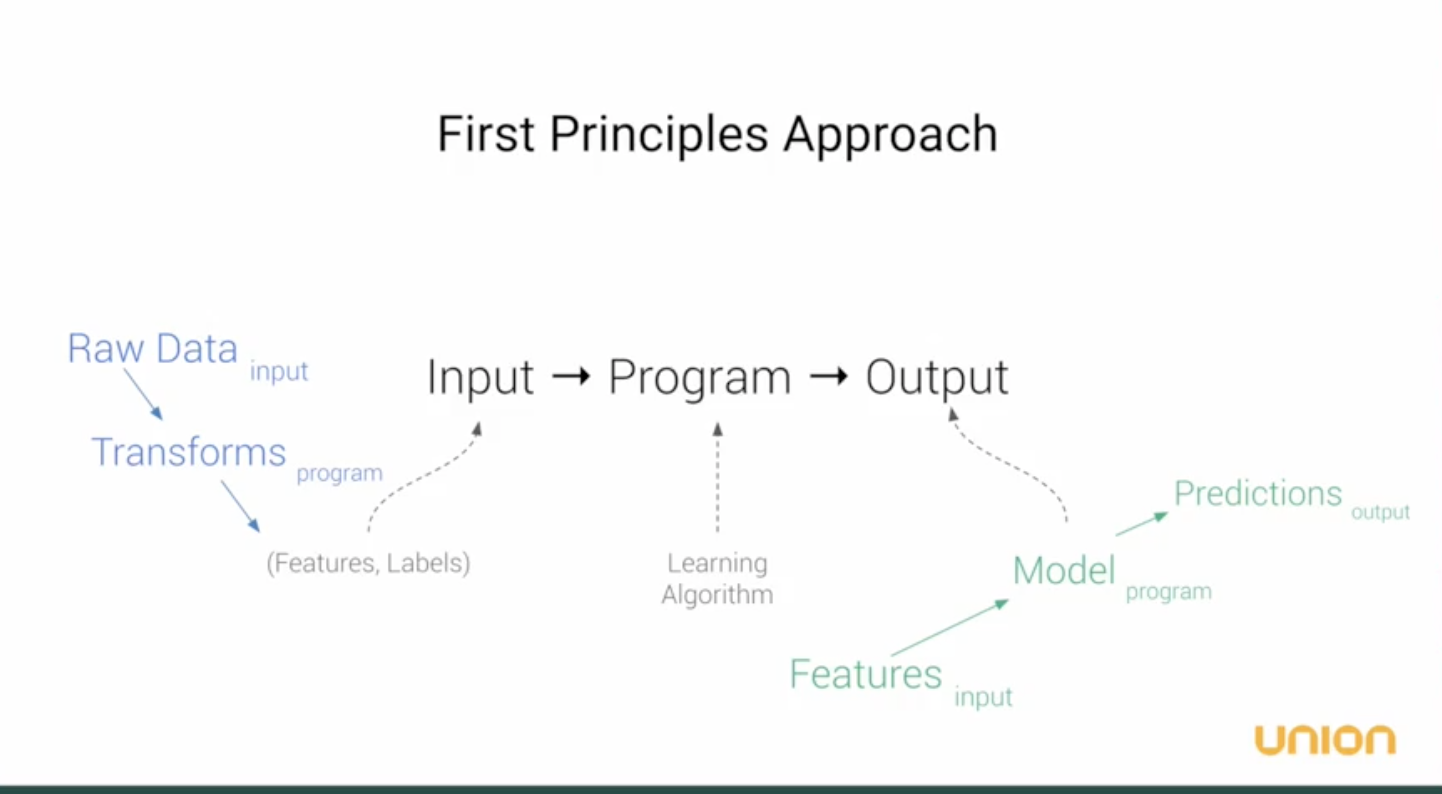 First Principles Approach
Raw Data input
Input → Program → Output
Transforms program
Predictions output
(Features, Labels)
Learning
Algorithm
Model program
Features input
UNION